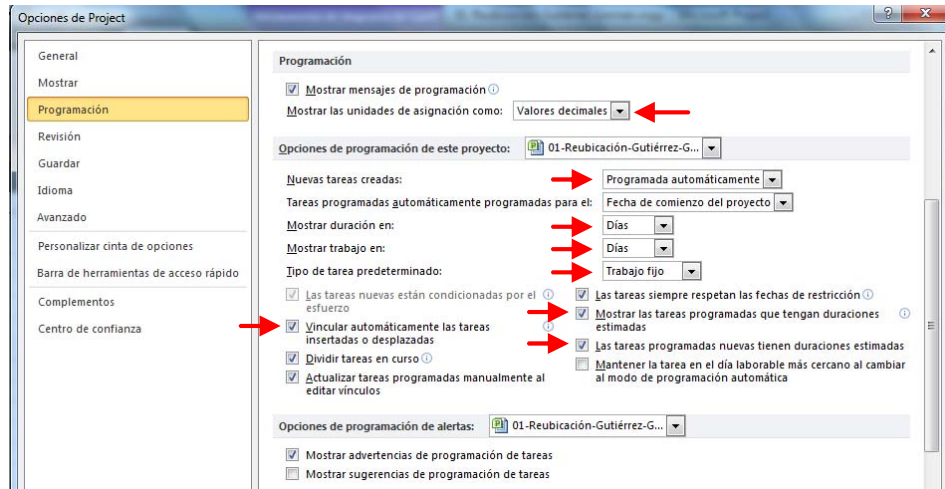 Opciones de Project
General
Mostrar
Programación
Revisión
Guardar
Idioma
Avanzado
Personalizar cinta de opciones
Barra de herramientas de acceso rápido
Complementos
Centro de confianza
Programación
Mostrar mensajes de programación
Mostrar las unidades de asignación como: Valores decimales
Opciones de programación de este proyecto: 01-Reubicación-Gutiérrez-G...
Nuevas tareas creadas: Programada automáticamente
Tareas programadas automáticamente programadas para el: Fecha de comienzo del proyecto
Mostrar duración en: Días
Mostrar trabajo en: Días
Tipo de tarea predeterminado: Trabajo fijo
Las tareas nuevas están condicionadas por el
esfuerzo
Vincular automáticamente las tareas
insertadas o desplazadas
Dividir tareas en curso
Actualizar tareas programadas manualmente al
editar vínculos
Las tareas siempre respetan las fechas de restricción
Mostrar las tareas programadas que tengan duraciones
estimadas
Las tareas programadas nuevas tienen duraciones estimadas
Mantener la tarea en el día laborable más cercano al cambiar
al modo de programación automática
Opciones de programación de alertas: 01-Reubicación-Gutiérrez-G...
Mostrar advertencias de programación de tareas
Mostrar sugerencias de programación de tareas